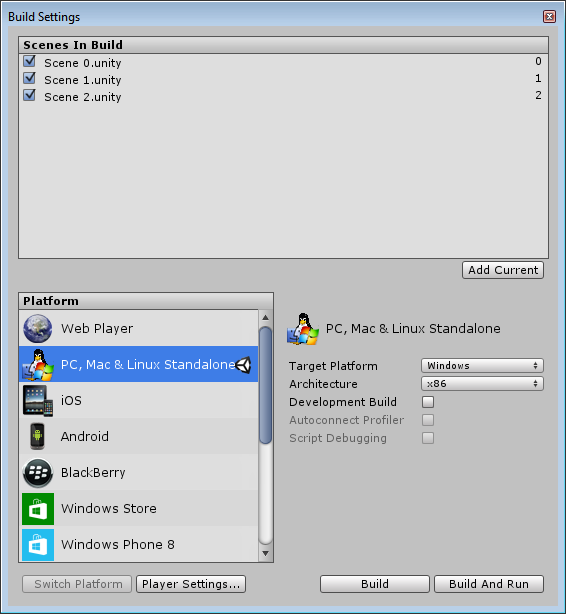 Build Settings
Scenes In Build
Scene 0.unity 0
Scene 1.unity 1
Scene 2.unity 2
Add Current
Platform
Web Player
PC, Mac & Linux Standalone
iOS
Android
BlackBerry
Windows Store
Windows Phone 8
PC, Mac & Linux Standalone
Target Platform Windows
Architecture x86
Development Build
Autoconnect Profiler
Script Debugging
Switch Platform Player Settings... Build Build And Run